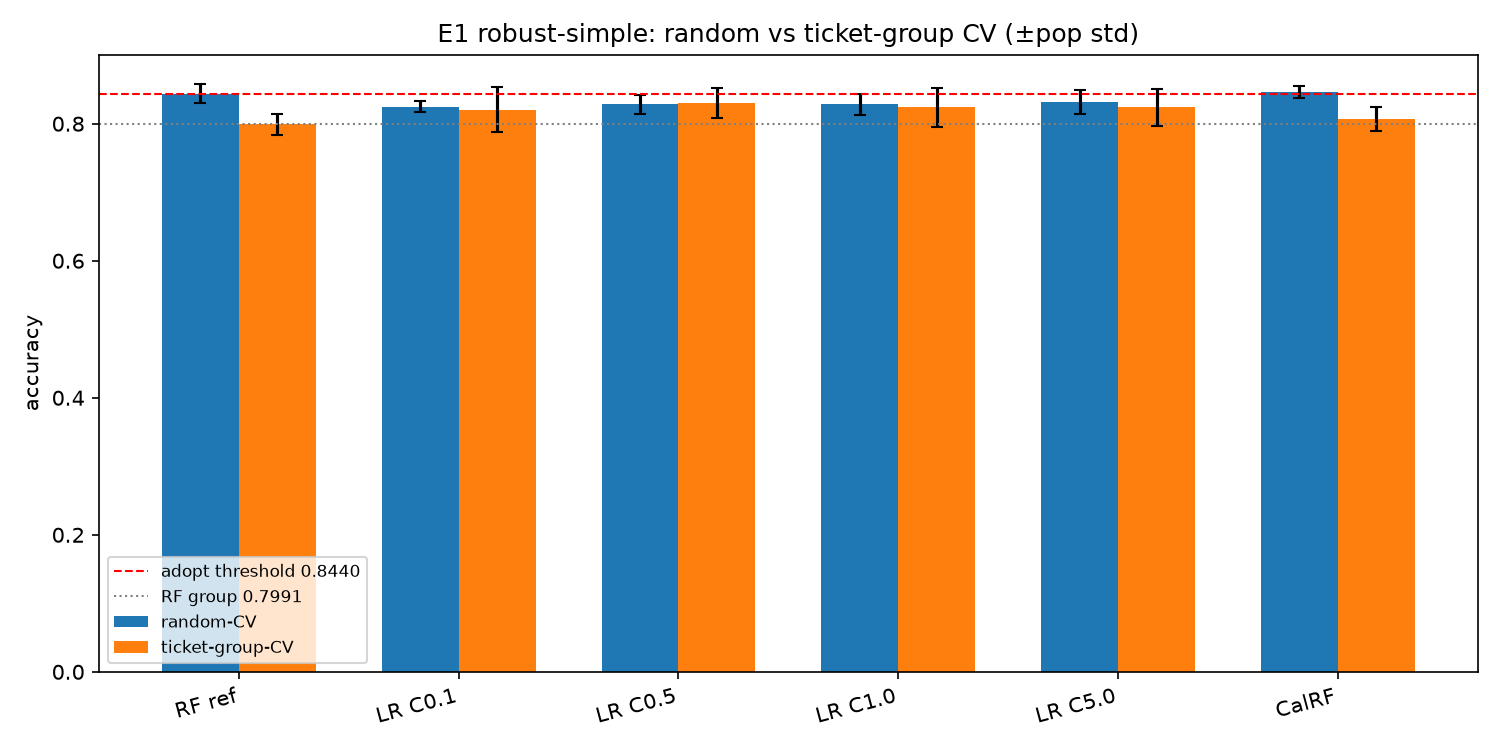 E1 robust-simple: random vs ticket-group CV (±pop std)
accuracy
0.8
0.6
0.4
0.2
0.0
adopt threshold 0.8440
RF group 0.7991
random-CV
ticket-group-CV
RF ref
LR C0.1
LR C0.5
LR C1.0
LR C5.0
CalRF